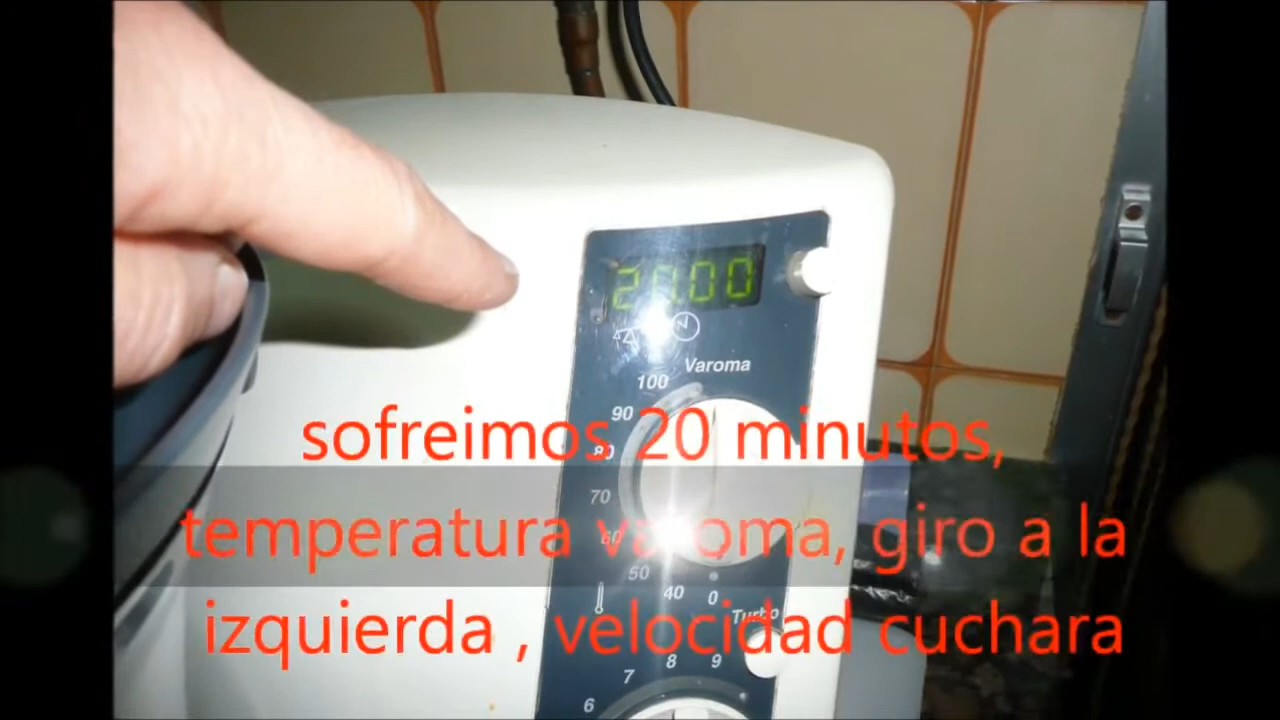 20.00
Varoma
100
90
sofreimos 20 minutos,
80
70
temperatura varoma, giro a la
60
50
40
0
Turbo
izquierda , velocidad cuchara
9
8
7
6